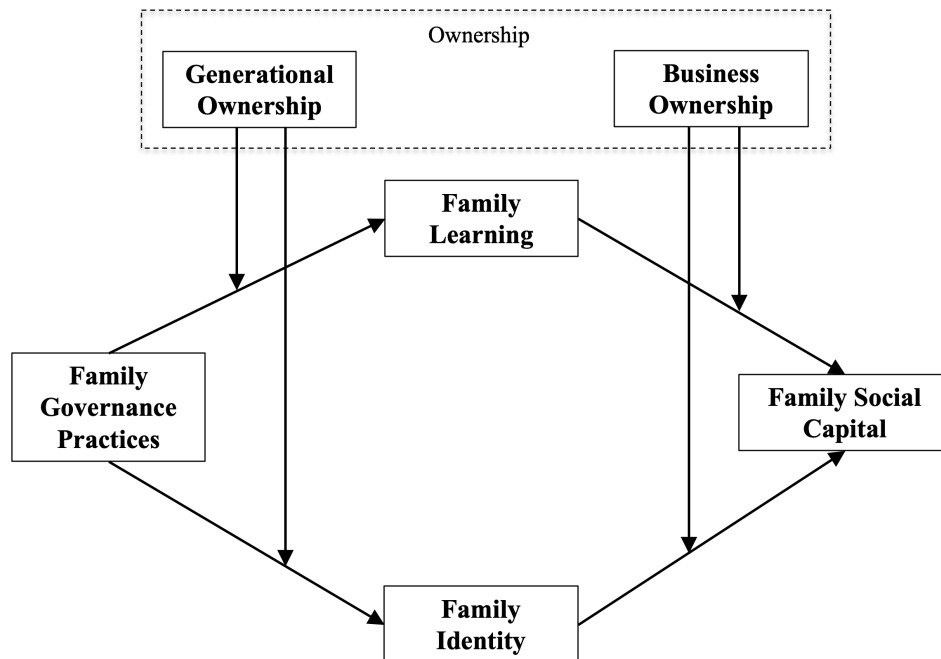 Ownership
Generational
Ownership
Business
Ownership
Family
Learning
Family
Governance
Practices
Family Social
Capital
Family
Identity